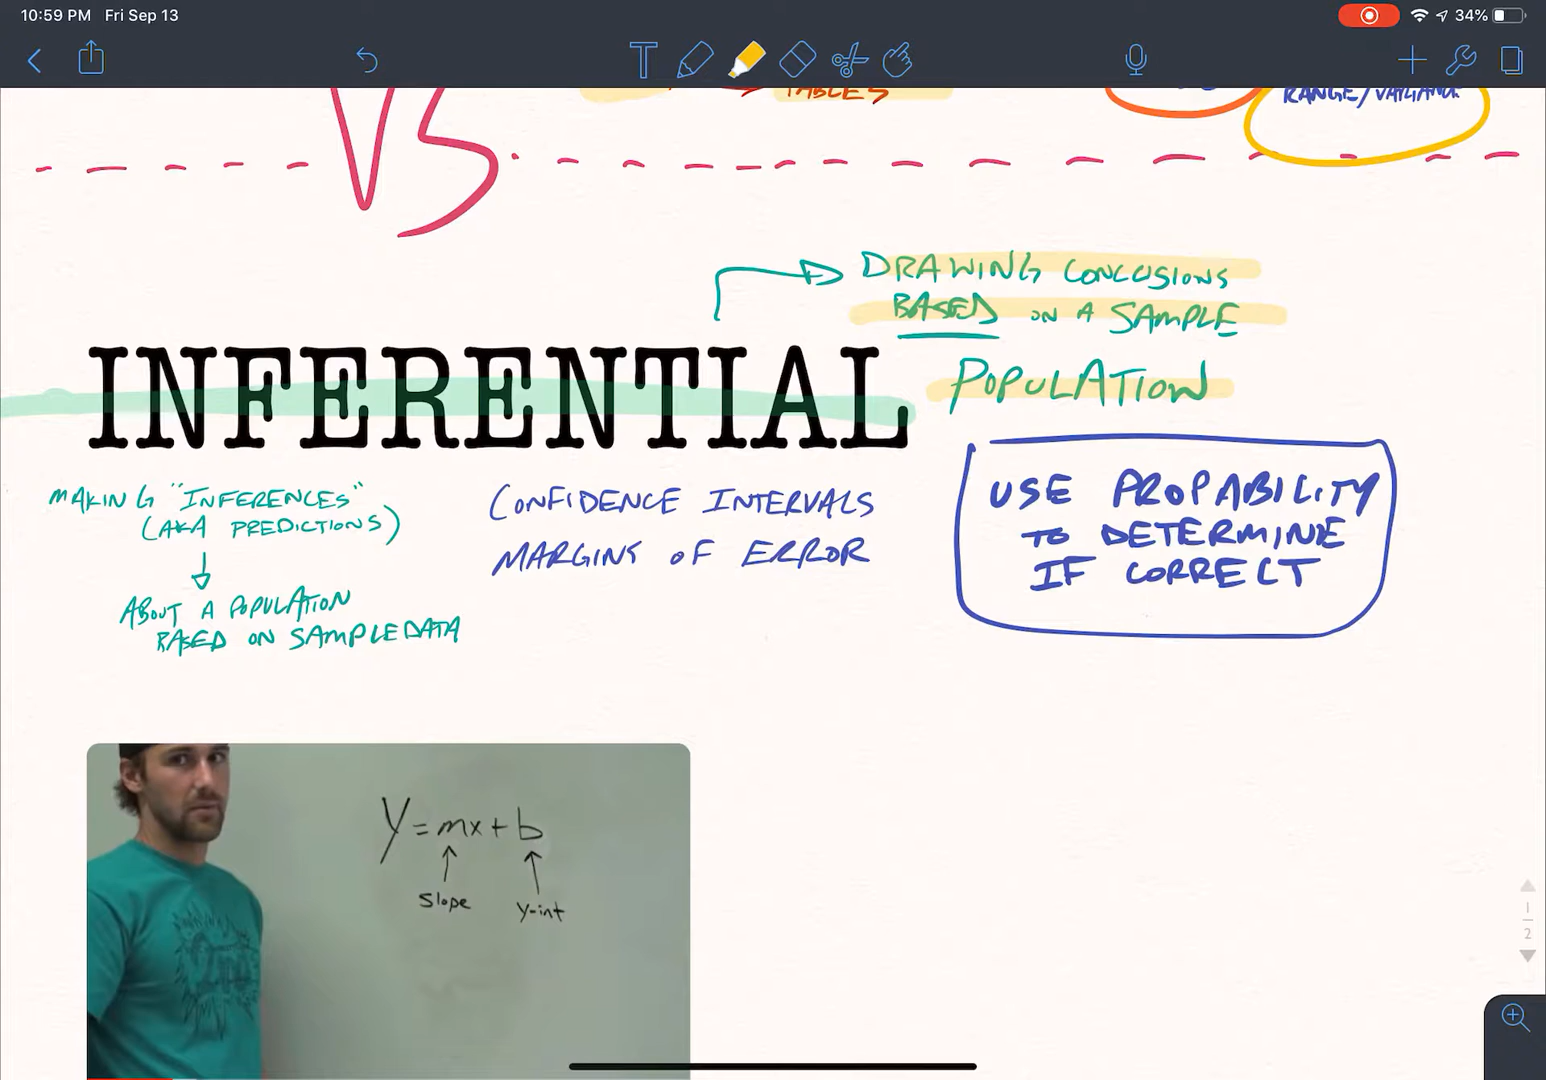 10:59 PM Fri Sep 13
34%
T
VS
TABLES
RANGE/VARIANCE
DRAWING CONCLUSIONS
BASED ON A SAMPLE
POPULATION
INFERENTIAL
MAKING "INFERENCES"
(AKA PREDICTIONS)
ABOUT A POPULATION
BASED ON SAMPLE DATA
CONFIDENCE INTERVALS
MARGINS OF ERROR
USE PROPABILITY
TO DETERMINE
IF CORRECT
y = mx + b
slope
y-int
1
2